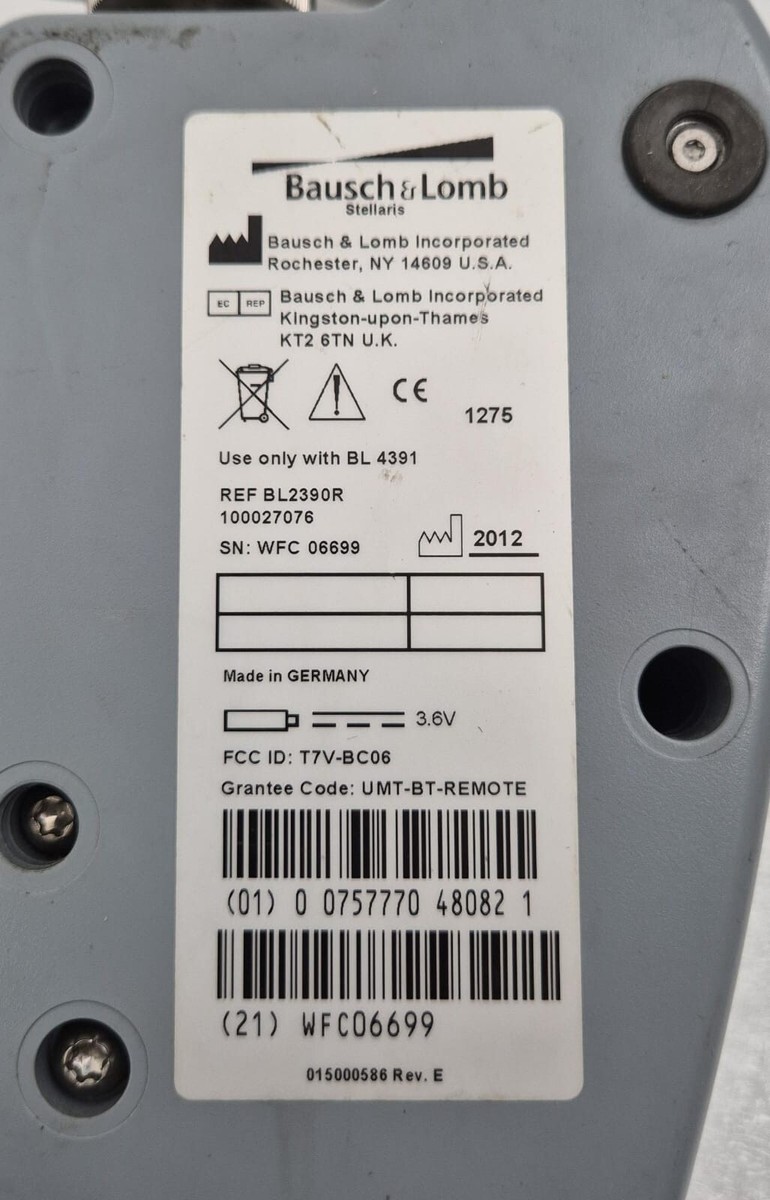 Bausch & Lomb
Stellaris
Bausch & Lomb Incorporated
Rochester, NY 14609 U.S.A.
EC REP
Bausch & Lomb Incorporated
Kingston-upon-Thames
KT2 6TN U.K.
CE
1275
Use only with BL 4391
REF BL2390R
100027076
SN: WFC 06699
2012
Made in GERMANY
3.6V
FCC ID: T7V-BC06
Grantee Code: UMT-BT-REMOTE
(01) 0 0757770 48082 1
(21) WFC06699
015000586 Rev. E